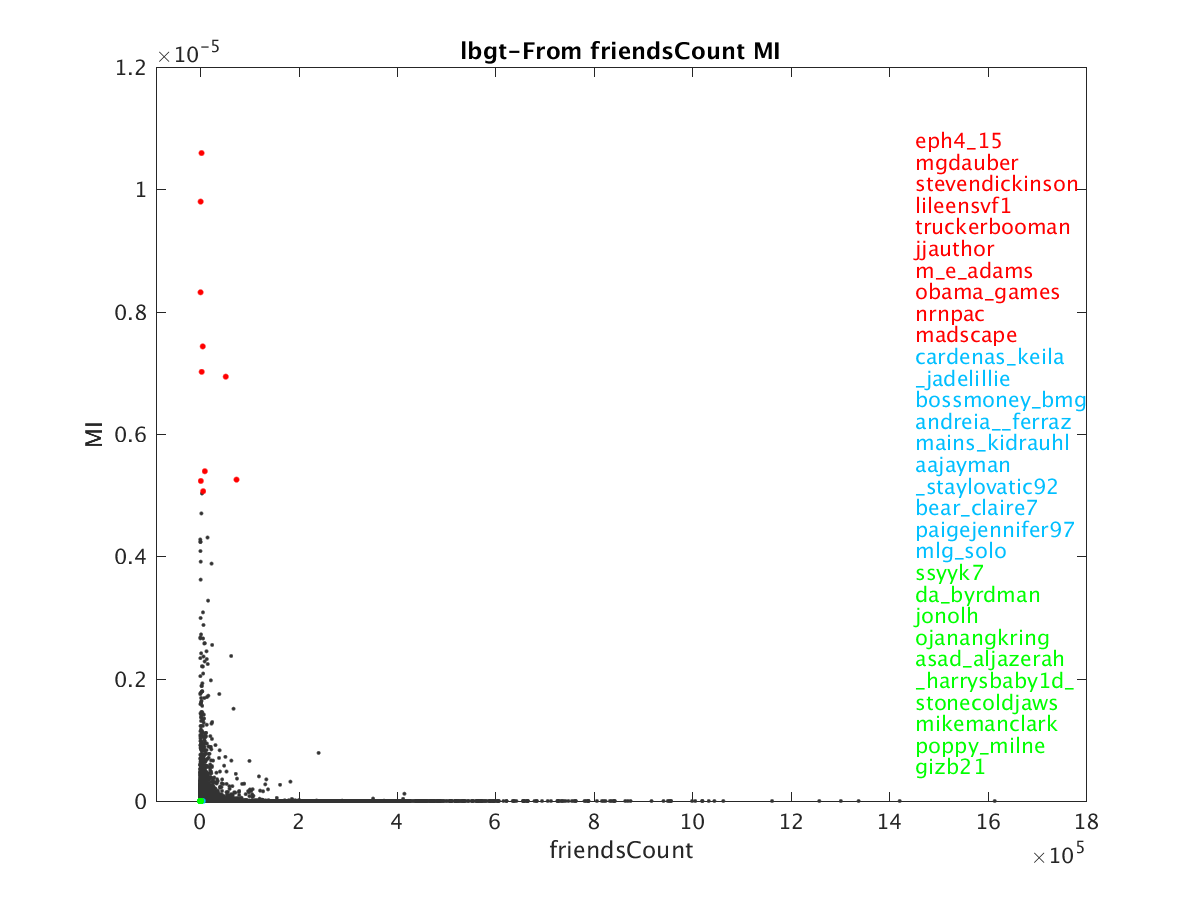 lbgt-From friendsCount MI
×10⁻⁵
1.2
1
0.8
0.6
0.4
0.2
0
MI
eph4_15
mgdauber
stevendickinson
lileensvf1
truckerbooman
jjauthor
m_e_adams
obama_games
nrnpac
madscape
cardenas_keila
_jadelillie
bossmoney_bmg
andreia__ferraz
mains_kidrauhl
aajayman
_staylovatic92
bear_claire7
paigejennifer97
mlg_solo
ssyyk7
da_byrdman
jonolh
ojanangkring
asad_aljazerah
_harrysbaby1d_
stonecoldjaws
mikemanclark
poppy_milne
gizb21
0 2 4 6 8 10 12 14 16 18
friendsCount
×10⁵